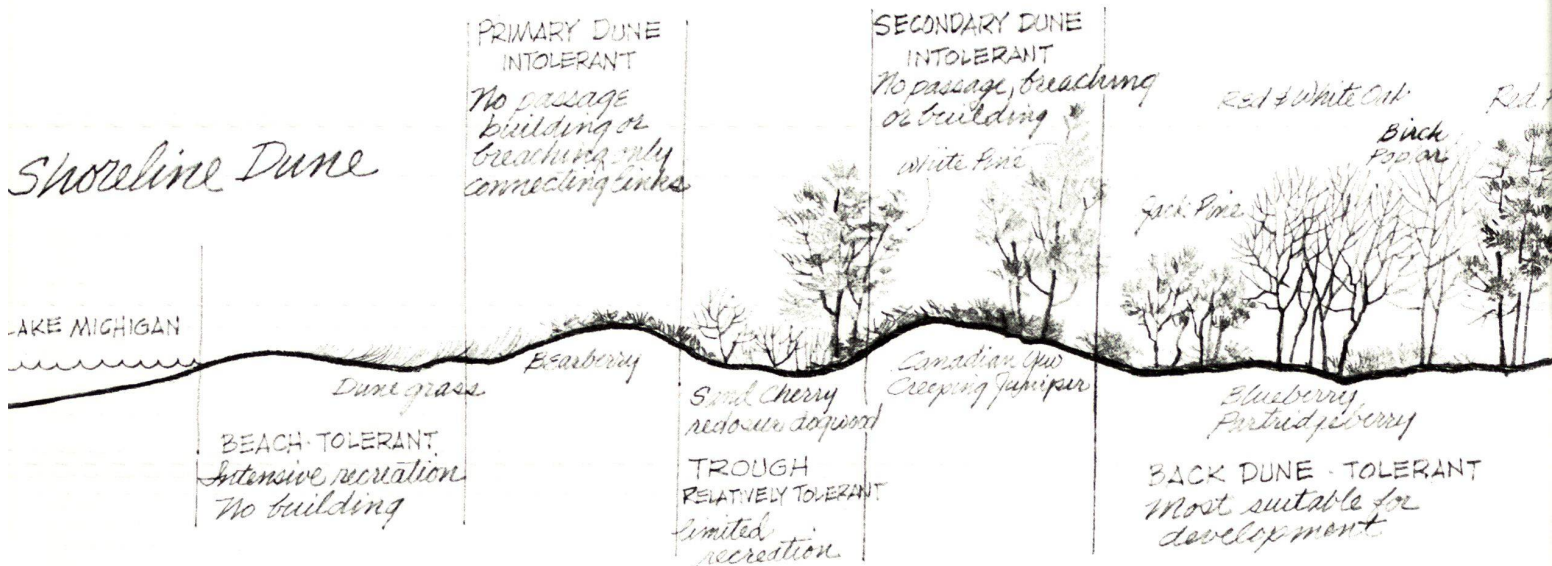 Shoreline Dune
LAKE MICHIGAN
BEACH·TOLERANT
Intensive recreation
No building
Dune grass
PRIMARY DUNE
INTOLERANT
No passage
building or
breaching only
connecting links
Bearberry
Sand Cherry
redosier dogwood
TROUGH
RELATIVELY TOLERANT
limited
recreation
SECONDARY DUNE
INTOLERANT
No passage, breaching
or building
White Pine
Canadian Yew
Creeping Juniper
Jack Pine
Red & White Oak
Birch
Poplar
Red
Blueberry
Partridgeberry
BACK DUNE · TOLERANT
Most suitable for
development